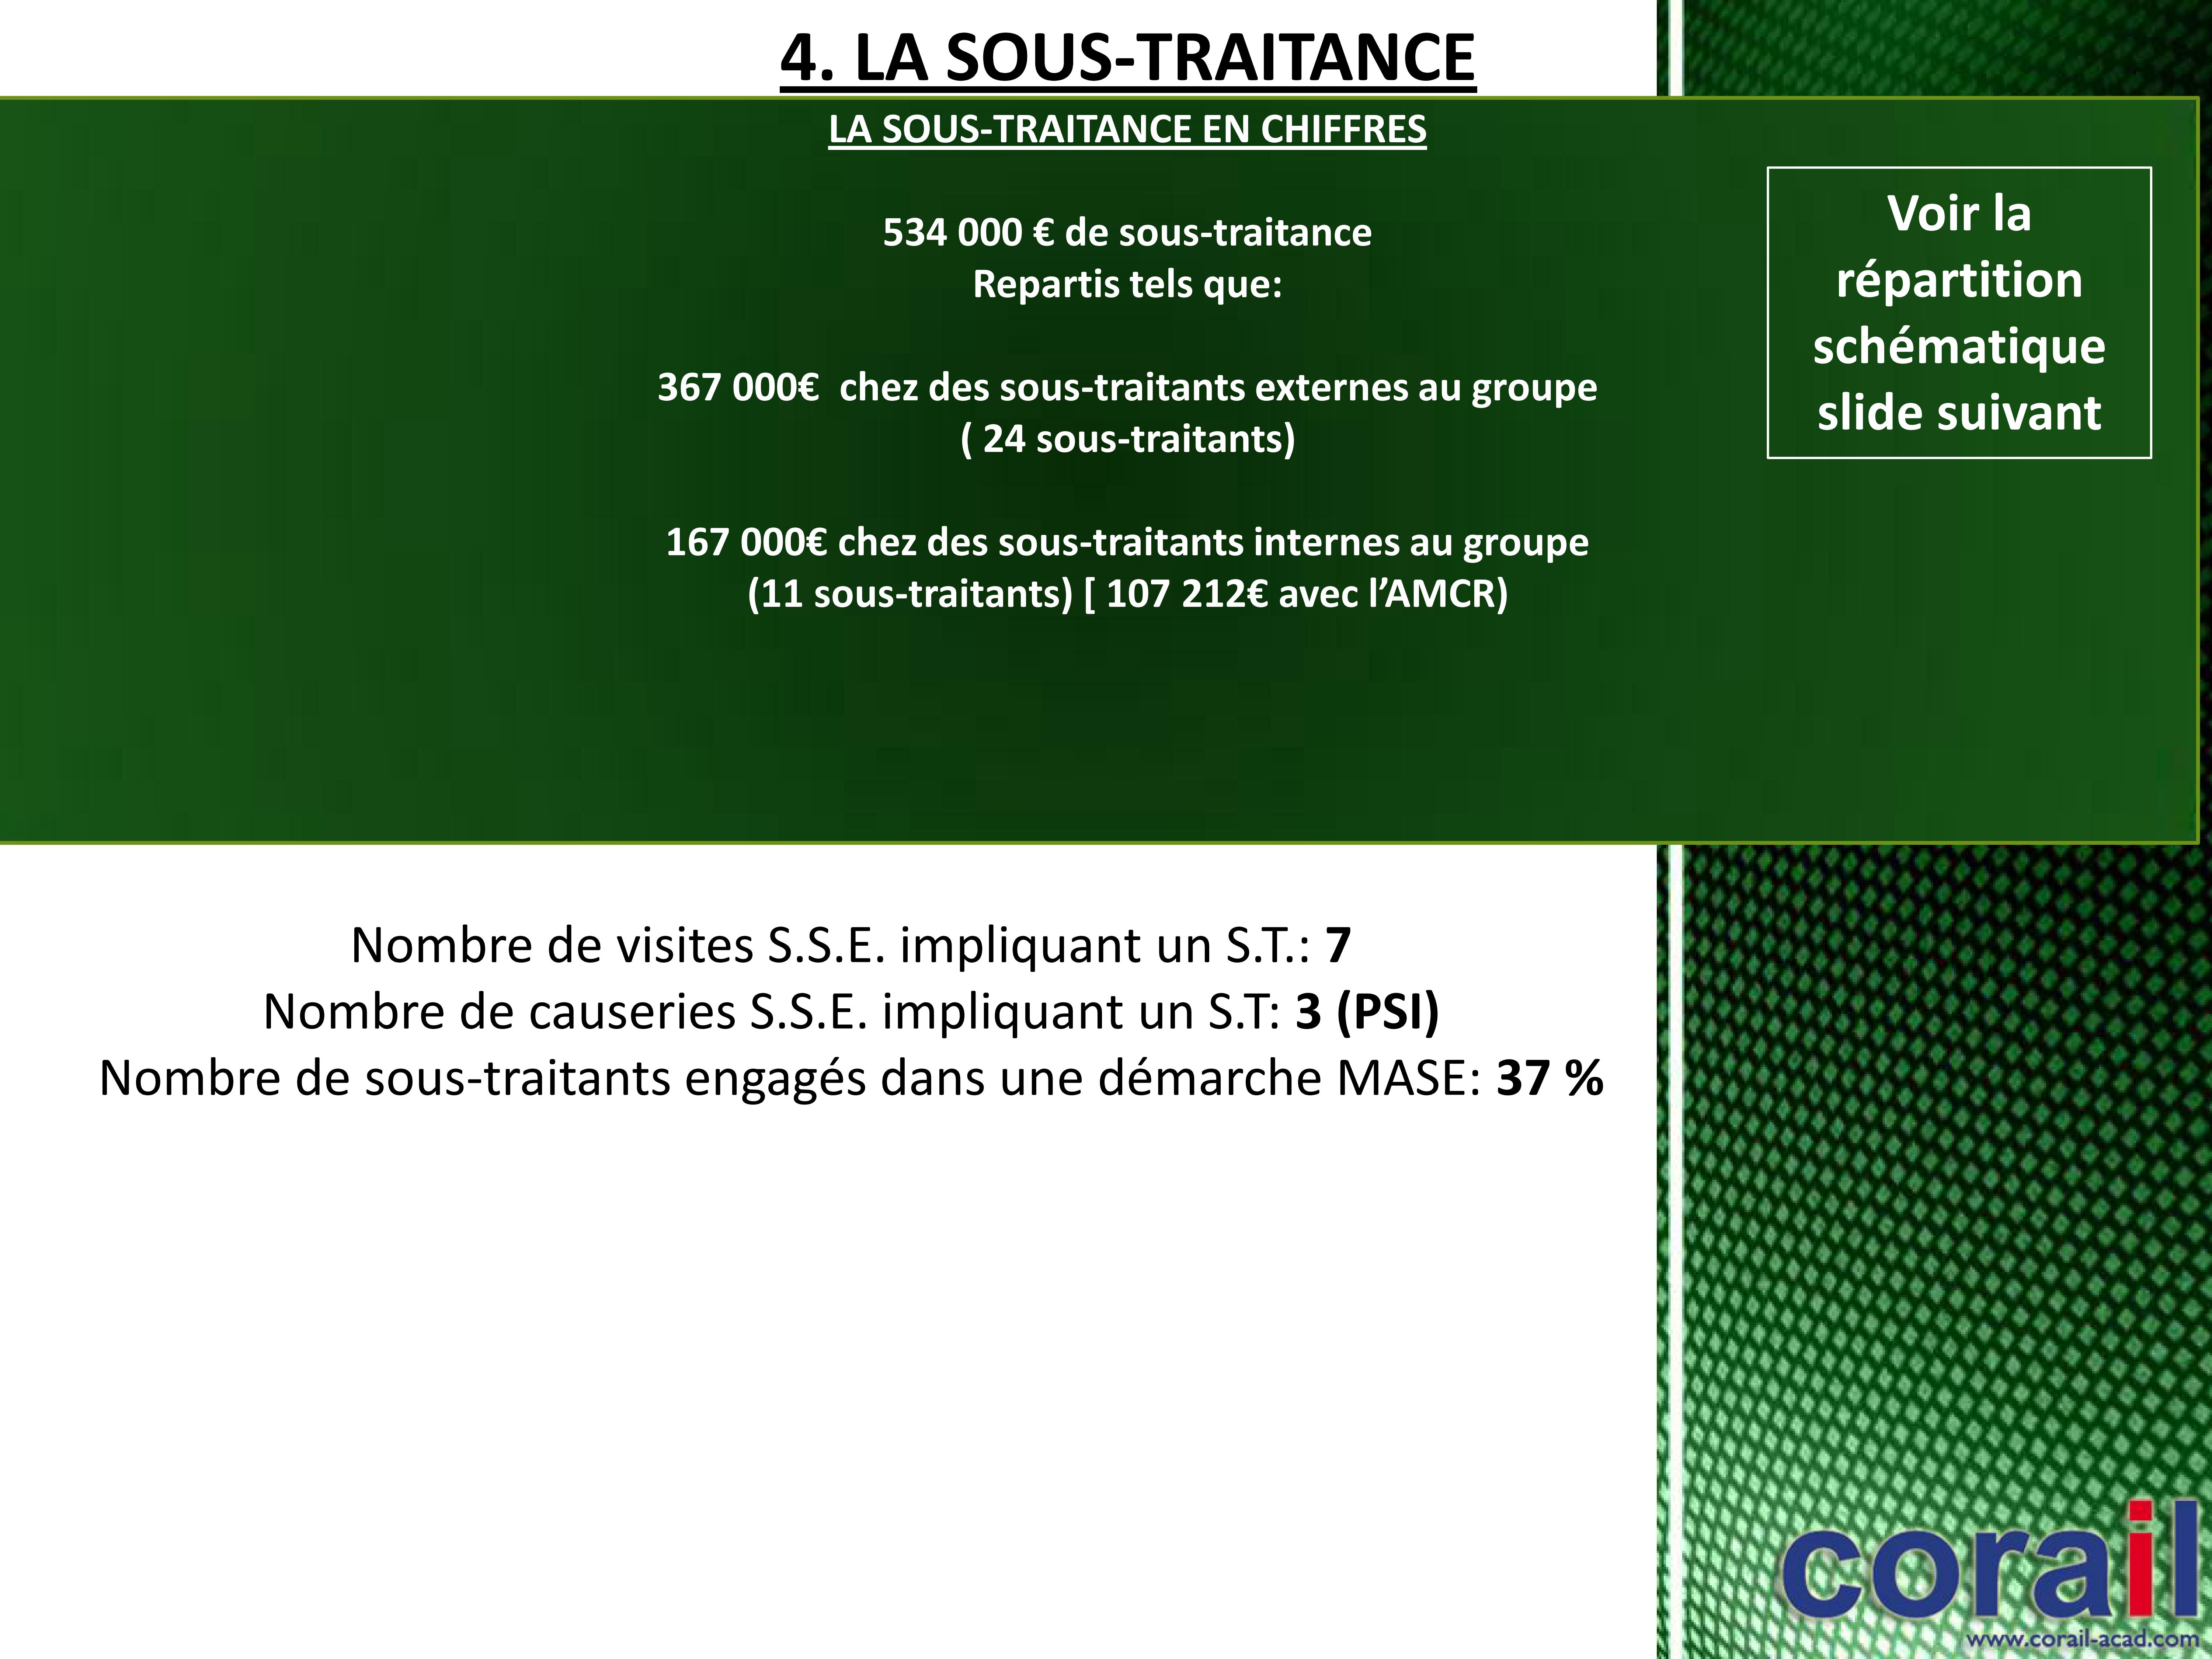 4. LA SOUS-TRAITANCE
LA SOUS-TRAITANCE EN CHIFFRES
534 000 € de sous-traitance
Repartis tels que:
367 000€  chez des sous-traitants externes au groupe
( 24 sous-traitants)
167 000€ chez des sous-traitants internes au groupe
(11 sous-traitants) [ 107 212€ avec l’AMCR)
Voir la
répartition
schématique
slide suivant
Nombre de visites S.S.E. impliquant un S.T.: 7
Nombre de causeries S.S.E. impliquant un S.T: 3 (PSI)
Nombre de sous-traitants engagés dans une démarche MASE: 37 %
corail
www.corail-acad.com